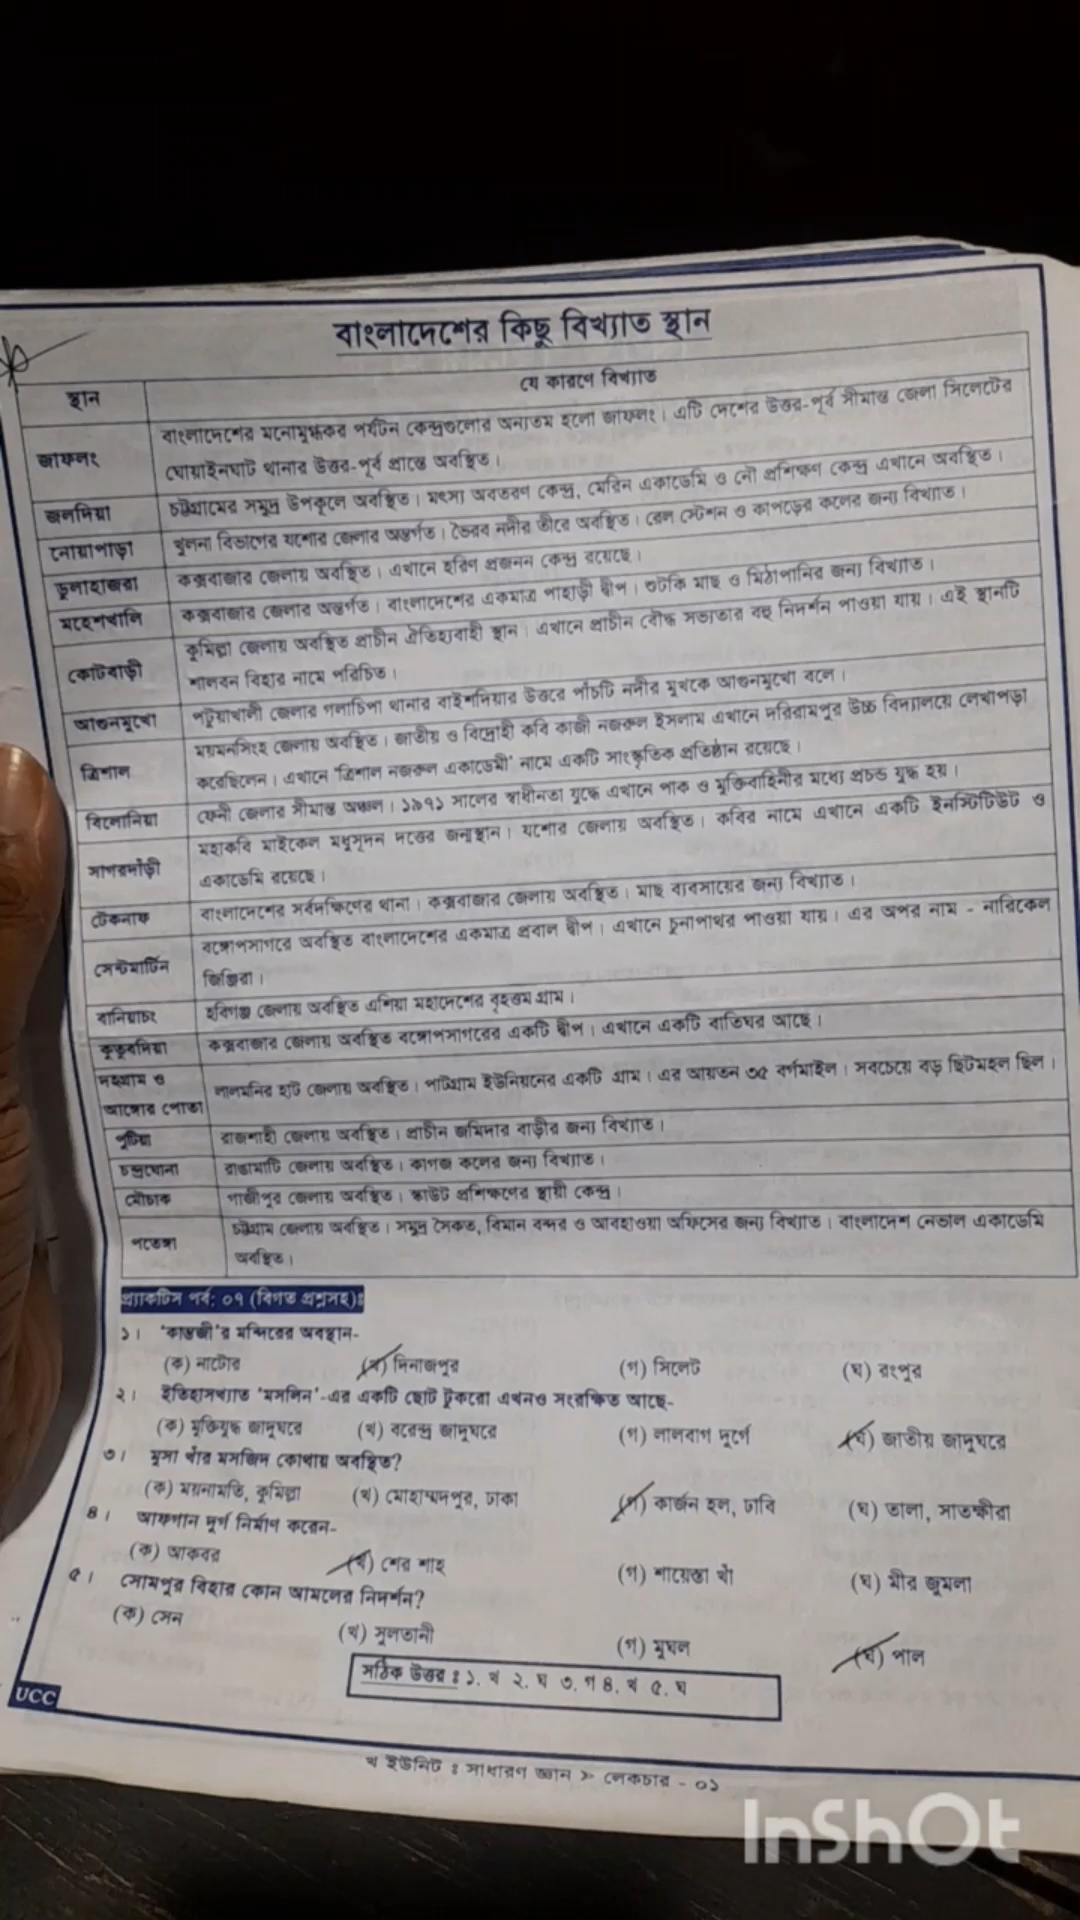 বাংলাদেশের কিছু বিখ্যাত স্থান
স্থান
যে কারণে বিখ্যাত
জাফলং
বাংলাদেশের মনোমুগ্ধকর পর্যটন কেন্দ্রগুলোর অন্যতম হলো জাফলং। এটি দেশের উত্তর-পূর্ব সীমান্ত জেলা সিলেটের
গোয়াইনঘাট থানার উত্তর-পূর্ব প্রান্তে অবস্থিত।
জলদিয়া
চট্টগ্রামের সমুদ্র উপকূলে অবস্থিত। মৎস্য অবতরণ কেন্দ্র, মেরিন একাডেমি ও নৌ প্রশিক্ষণ কেন্দ্র এখানে অবস্থিত।
নোয়াপাড়া
খুলনা বিভাগের যশোর জেলার অন্তর্গত। ভৈরব নদীর তীরে অবস্থিত। রেল স্টেশন ও কাপড়ের কলের জন্য বিখ্যাত।
ডুলাহাজরা
কক্সবাজার জেলায় অবস্থিত। এখানে হরিণ প্রজনন কেন্দ্র রয়েছে।
মহেশখালি
কক্সবাজার জেলার অন্তর্গত। বাংলাদেশের একমাত্র পাহাড়ী দ্বীপ। শুটকি মাছ ও মিঠাপানির জন্য বিখ্যাত।
কোটবাড়ী
কুমিল্লা জেলায় অবস্থিত প্রাচীন ঐতিহ্যবাহী স্থান। এখানে প্রাচীন বৌদ্ধ সভ্যতার বহু নিদর্শন পাওয়া যায়। এই স্থানটি
শালবন বিহার নামে পরিচিত।
আগুনমুখো
পটুয়াখালী জেলার গলাচিপা থানার বাইশদিয়ার উত্তরে পাঁচটি নদীর মুখকে আগুনমুখো বলে।
ত্রিশাল
ময়মনসিংহ জেলায় অবস্থিত। জাতীয় ও বিদ্রোহী কবি কাজী নজরুল ইসলাম এখানে দরিরামপুর উচ্চ বিদ্যালয়ে লেখাপড়া
করেছিলেন। এখানে 'ত্রিশাল নজরুল একাডেমী' নামে একটি সাংস্কৃতিক প্রতিষ্ঠান রয়েছে।
বিলোনিয়া
ফেনী জেলার সীমান্ত অঞ্চল। ১৯৭১ সালের স্বাধীনতা যুদ্ধে এখানে পাক ও মুক্তিবাহিনীর মধ্যে প্রচন্ড যুদ্ধ হয়।
সাগরদাঁড়ী
মহাকবি মাইকেল মধুসূদন দত্তের জন্মস্থান। যশোর জেলায় অবস্থিত। কবির নামে এখানে একটি ইনস্টিটিউট ও
একাডেমি রয়েছে।
টেকনাফ
বাংলাদেশের সর্বদক্ষিণের থানা। কক্সবাজার জেলায় অবস্থিত। মাছ ব্যবসায়ের জন্য বিখ্যাত।
সেন্টমার্টিন
বঙ্গোপসাগরে অবস্থিত বাংলাদেশের একমাত্র প্রবাল দ্বীপ। এখানে চুনাপাথর পাওয়া যায়। এর অপর নাম - নারিকেল
জিঞ্জিরা।
বানিয়াচং
হবিগঞ্জ জেলায় অবস্থিত এশিয়া মহাদেশের বৃহত্তম গ্রাম।
কুতুবদিয়া
কক্সবাজার জেলায় অবস্থিত বঙ্গোপসাগরের একটি দ্বীপ। এখানে একটি বাতিঘর আছে।
দহগ্রাম ও
আঙ্গোর পোতা
লালমনির হাট জেলায় অবস্থিত। পাটগ্রাম ইউনিয়নের একটি গ্রাম। এর আয়তন ৩৫ বর্গমাইল। সবচেয়ে বড় ছিটমহল ছিল।
পুটিয়া
রাজশাহী জেলায় অবস্থিত। প্রাচীন জমিদার বাড়ীর জন্য বিখ্যাত।
চন্দ্রঘোনা
রাঙামাটি জেলায় অবস্থিত। কাগজ কলের জন্য বিখ্যাত।
মৌচাক
গাজীপুর জেলায় অবস্থিত। স্কাউট প্রশিক্ষণের স্থায়ী কেন্দ্র।
পতেঙ্গা
চট্টগ্রাম জেলায় অবস্থিত। সমুদ্র সৈকত, বিমান বন্দর ও আবহাওয়া অফিসের জন্য বিখ্যাত। বাংলাদেশ নেভাল একাডেমি
অবস্থিত।
প্র্যাকটিস পর্ব: ০৭ (বিগত প্রশ্নসহ)ঃ
১। 'কান্তজী'র মন্দিরের অবস্থান-
(ক) নাটোর (খ) দিনাজপুর (গ) সিলেট (ঘ) রংপুর
২। ইতিহাসখ্যাত 'মসলিন'-এর একটি ছোট টুকরো এখনও সংরক্ষিত আছে-
(ক) মুক্তিযুদ্ধ জাদুঘরে (খ) বরেন্দ্র জাদুঘরে (গ) লালবাগ দুর্গে (ঘ) জাতীয় জাদুঘরে
৩। মুসা খাঁর মসজিদ কোথায় অবস্থিত?
(ক) ময়নামতি, কুমিল্লা (খ) মোহাম্মদপুর, ঢাকা (গ) কার্জন হল, ঢাবি (ঘ) তালা, সাতক্ষীরা
৪। আফগান দুর্গ নির্মাণ করেন-
(ক) আকবর (খ) শের শাহ (গ) শায়েস্তা খাঁ (ঘ) মীর জুমলা
৫। সোমপুর বিহার কোন আমলের নিদর্শন?
(ক) সেন (খ) সুলতানী (গ) মুঘল (ঘ) পাল
সঠিক উত্তর ঃ ১. খ ২. ঘ ৩. গ ৪. খ ৫. ঘ
UCC
খ ইউনিট ঃ সাধারণ জ্ঞান > লেকচার - ০১
InShOt